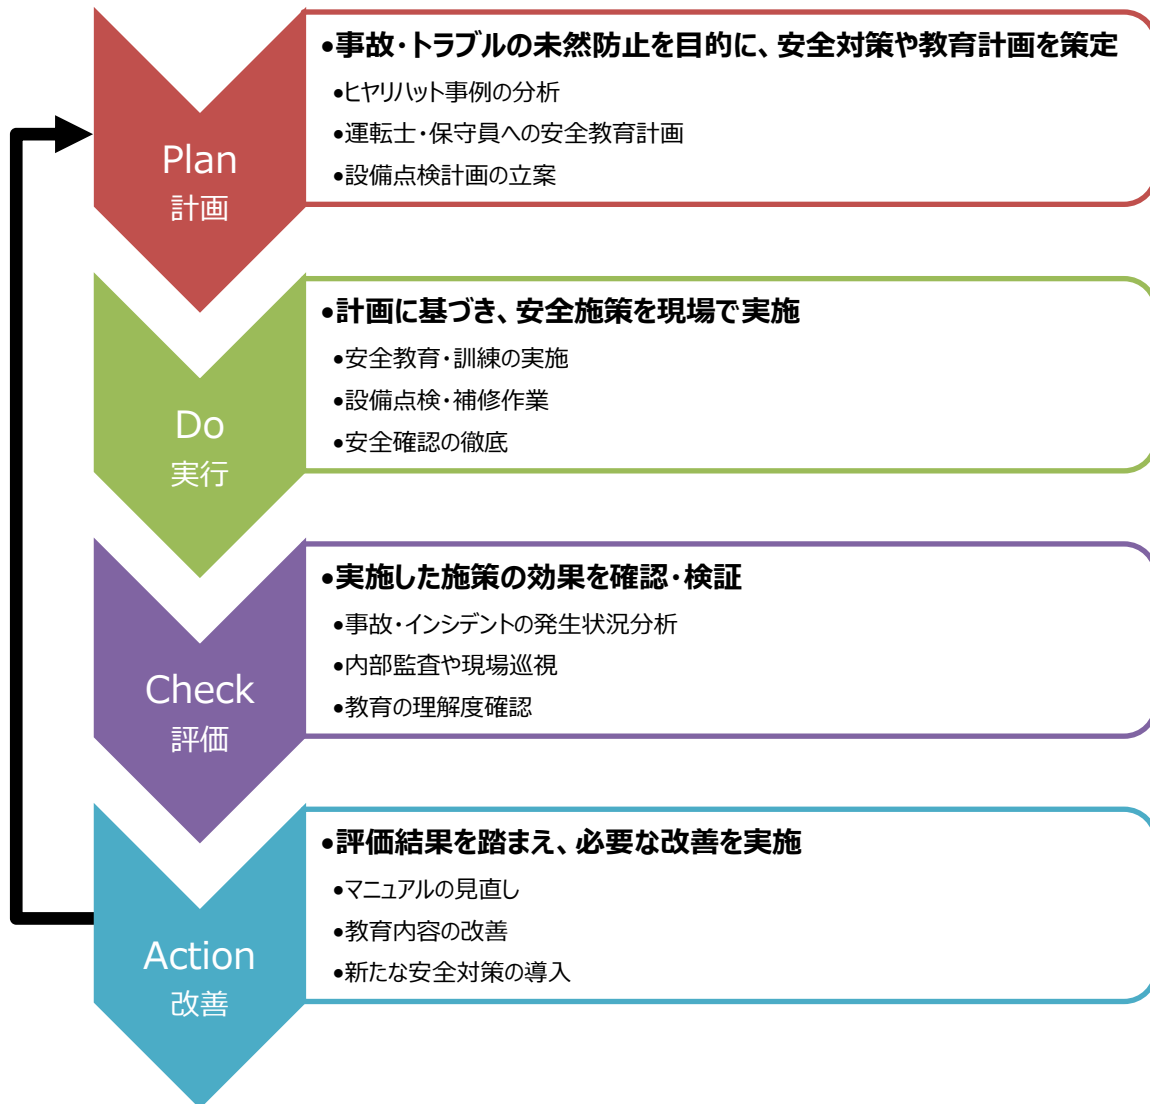 Plan
計画
•事故・トラブルの未然防止を目的に、安全対策や教育計画を策定
•ヒヤリハット事例の分析
•運転士・保守員への安全教育計画
•設備点検計画の立案
Do
実行
•計画に基づき、安全施策を現場で実施
•安全教育・訓練の実施
•設備点検・補修作業
•安全確認の徹底
Check
評価
•実施した施策の効果を確認・検証
•事故・インシデントの発生状況分析
•内部監査や現場巡視
•教育の理解度確認
Action
改善
•評価結果を踏まえ、必要な改善を実施
•マニュアルの見直し
•教育内容の改善
•新たな安全対策の導入